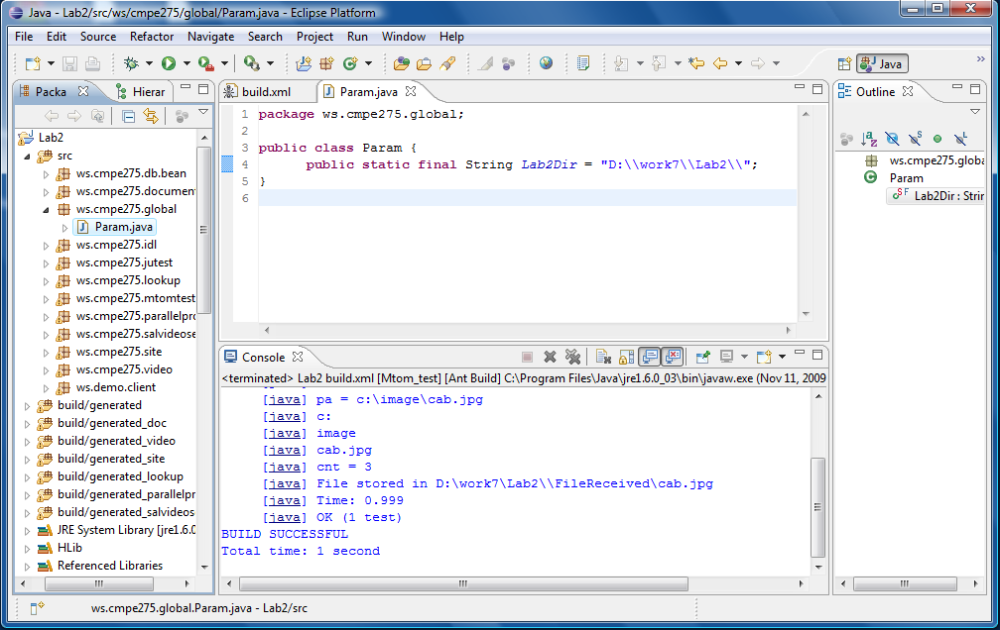 Java - Lab2/src/ws/cmpe275/global/Param.java - Eclipse Platform
File Edit Source Refactor Navigate Search Project Run Window Help
Java
Packa
Hierar
Lab2
src
ws.cmpe275.db.bean
ws.cmpe275.documen
ws.cmpe275.global
Param.java
ws.cmpe275.idl
ws.cmpe275.jutest
ws.cmpe275.lookup
ws.cmpe275.mtomtest
ws.cmpe275.parallelpro
ws.cmpe275.salvideose
ws.cmpe275.site
ws.cmpe275.video
ws.demo.client
build/generated
build/generated_doc
build/generated_video
build/generated_site
build/generated_lookup
build/generated_parallelpr
build/generated_salvideos
JRE System Library [jre1.6.0
HLib
Referenced Libraries
build.xml
Param.java
1 package ws.cmpe275.global;
2
3 public class Param {
4 public static final String Lab2Dir = "D:\\work7\\Lab2\\";
5 }
6
Console
<terminated> Lab2 build.xml [Mtom_test] [Ant Build] C:\Program Files\Java\jre1.6.0_03\bin\javaw.exe (Nov 11, 2009
[java] pa = c:\image\cab.jpg
[java] c:
[java] image
[java] cab.jpg
[java] cnt = 3
[java] File stored in D:\work7\Lab2\\FileReceived\cab.jpg
[java] Time: 0.999
[java] OK (1 test)
BUILD SUCCESSFUL
Total time: 1 second
Outline
ws.cmpe275.globa
Param
Lab2Dir : Strin
ws.cmpe275.global.Param.java - Lab2/src